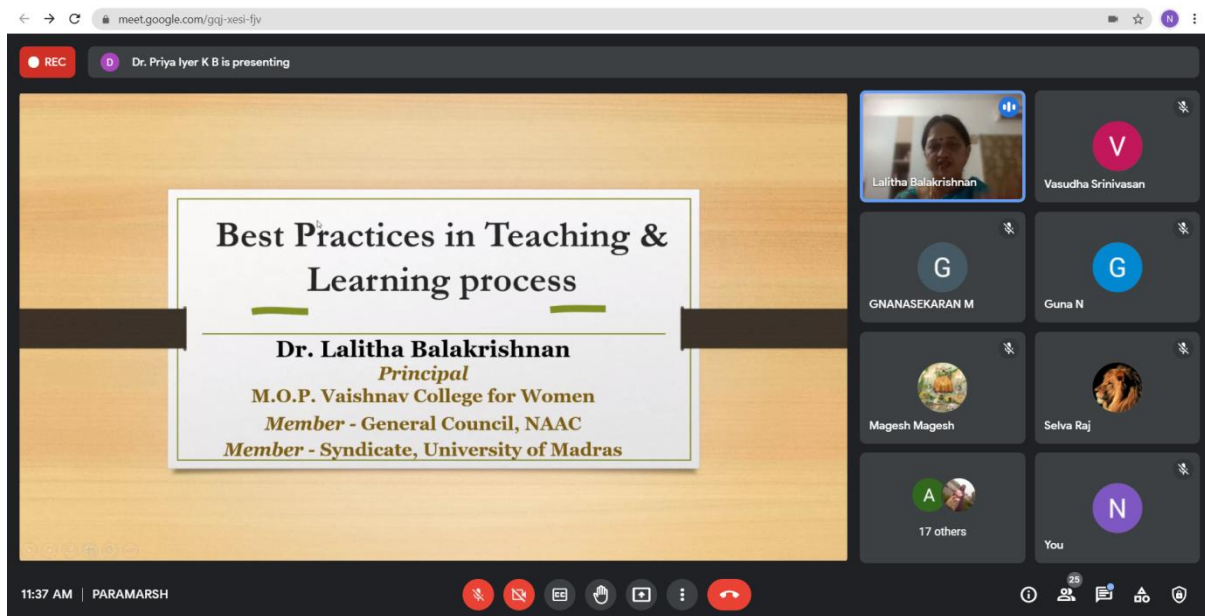 meet.google.com/gqj-xesi-fjv
N
REC
D
Dr. Priya Iyer K B is presenting
Best Practices in Teaching &
Learning process
Dr. Lalitha Balakrishnan
Principal
M.O.P. Vaishnav College for Women
Member - General Council, NAAC
Member - Syndicate, University of Madras
Lalitha Balakrishnan
V
Vasudha Srinivasan
G
GNANASEKARAN M
G
Guna N
Magesh Magesh
Selva Raj
A
17 others
N
You
11:37 AM | PARAMARSH
CC
25